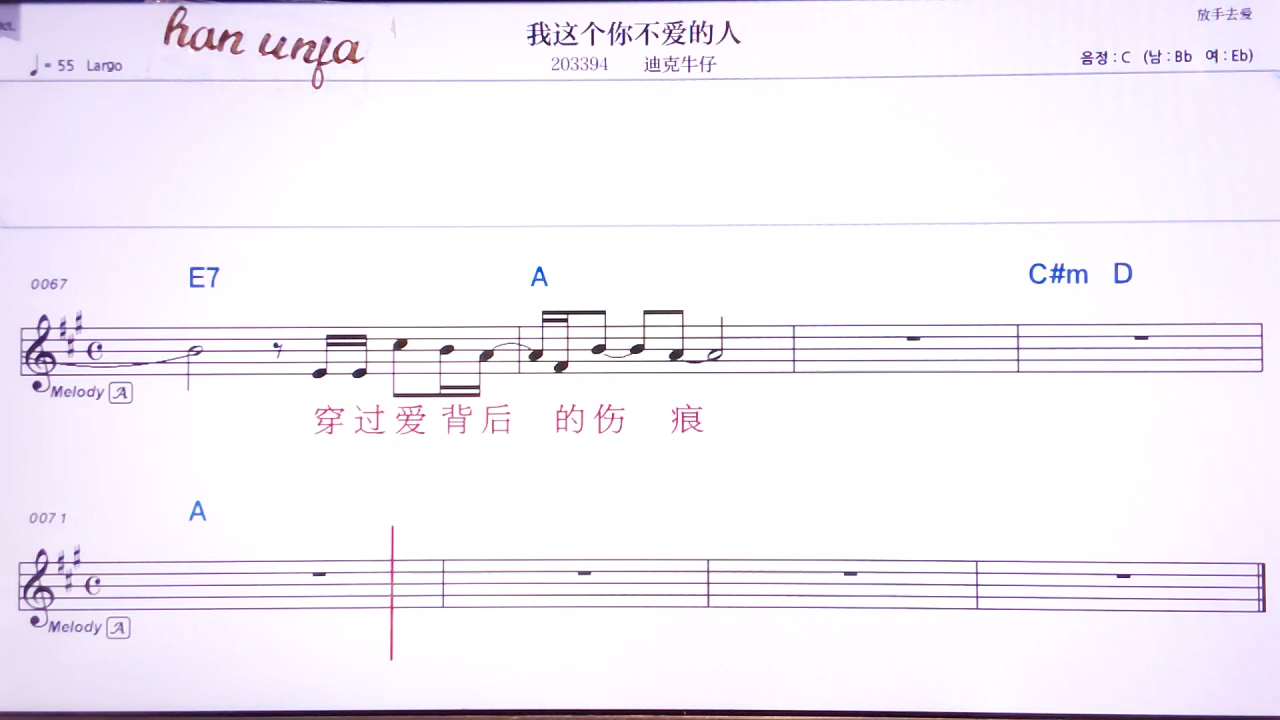 han unfa
我这个你不爱的人
放手去爱
♩= 55 Largo
203394 迪克牛仔
음정 : C (남 : Bb 여 : Eb)
0067 E7 A C#m D
Melody A
穿过爱背后 的伤 痕
0071 A
Melody A